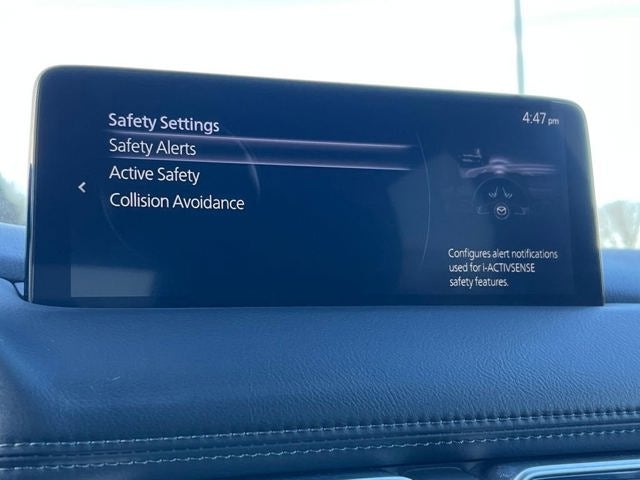 Safety Settings
4:47 pm
Safety Alerts
Active Safety
Collision Avoidance
Configures alert notifications
used for i-ACTIVSENSE
safety features.